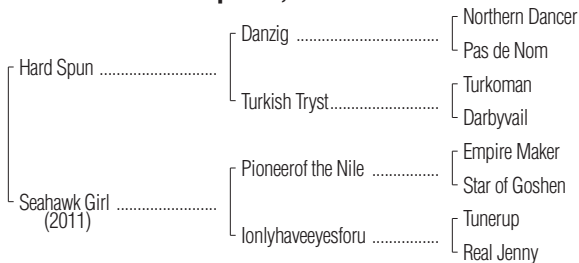 Northern Dancer
Danzig ..................................
Pas de Nom
Hard Spun ............................
Turkoman
Turkish Tryst..........................
Darbyvail
Empire Maker
Pioneerof the Nile ................
Star of Goshen
Seahawk Girl ........................
(2011)
Tunerup
Ionlyhaveeyesforu ................
Real Jenny